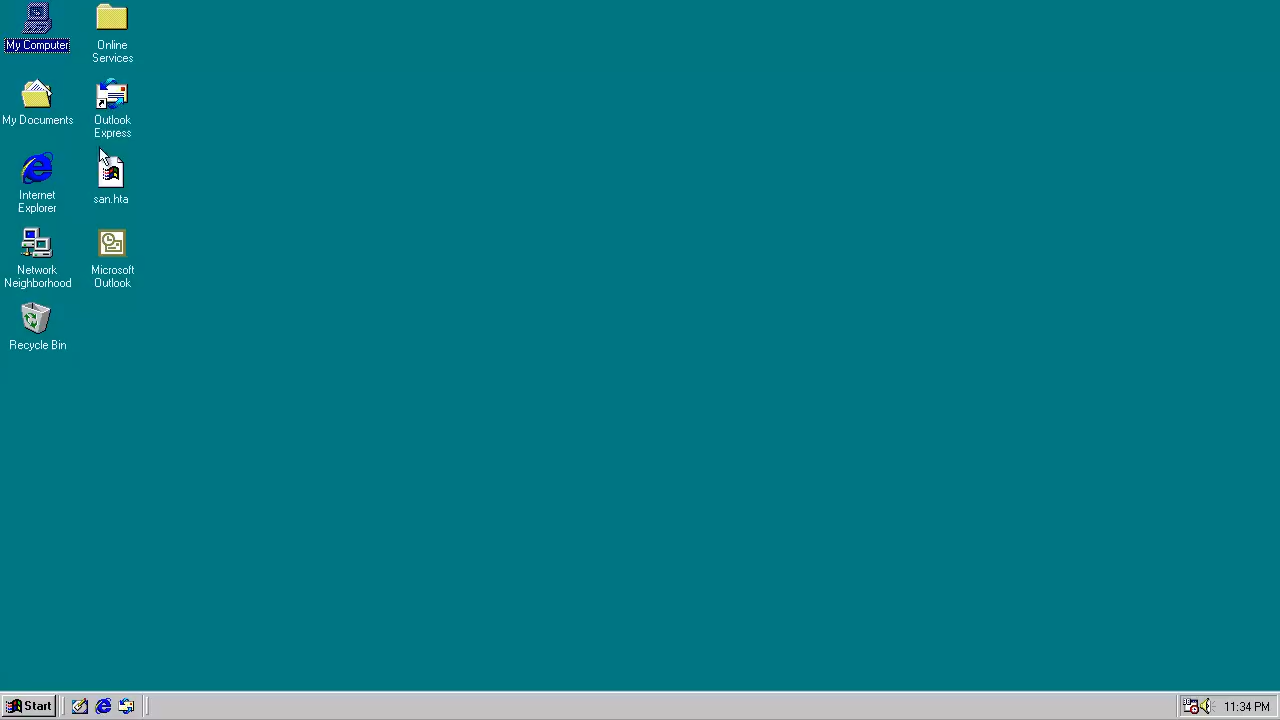 My Computer
Online
Services
My Documents
Outlook
Express
Internet
Explorer
san.hta
Network
Neighborhood
Microsoft
Outlook
Recycle Bin
Start
11:34 PM